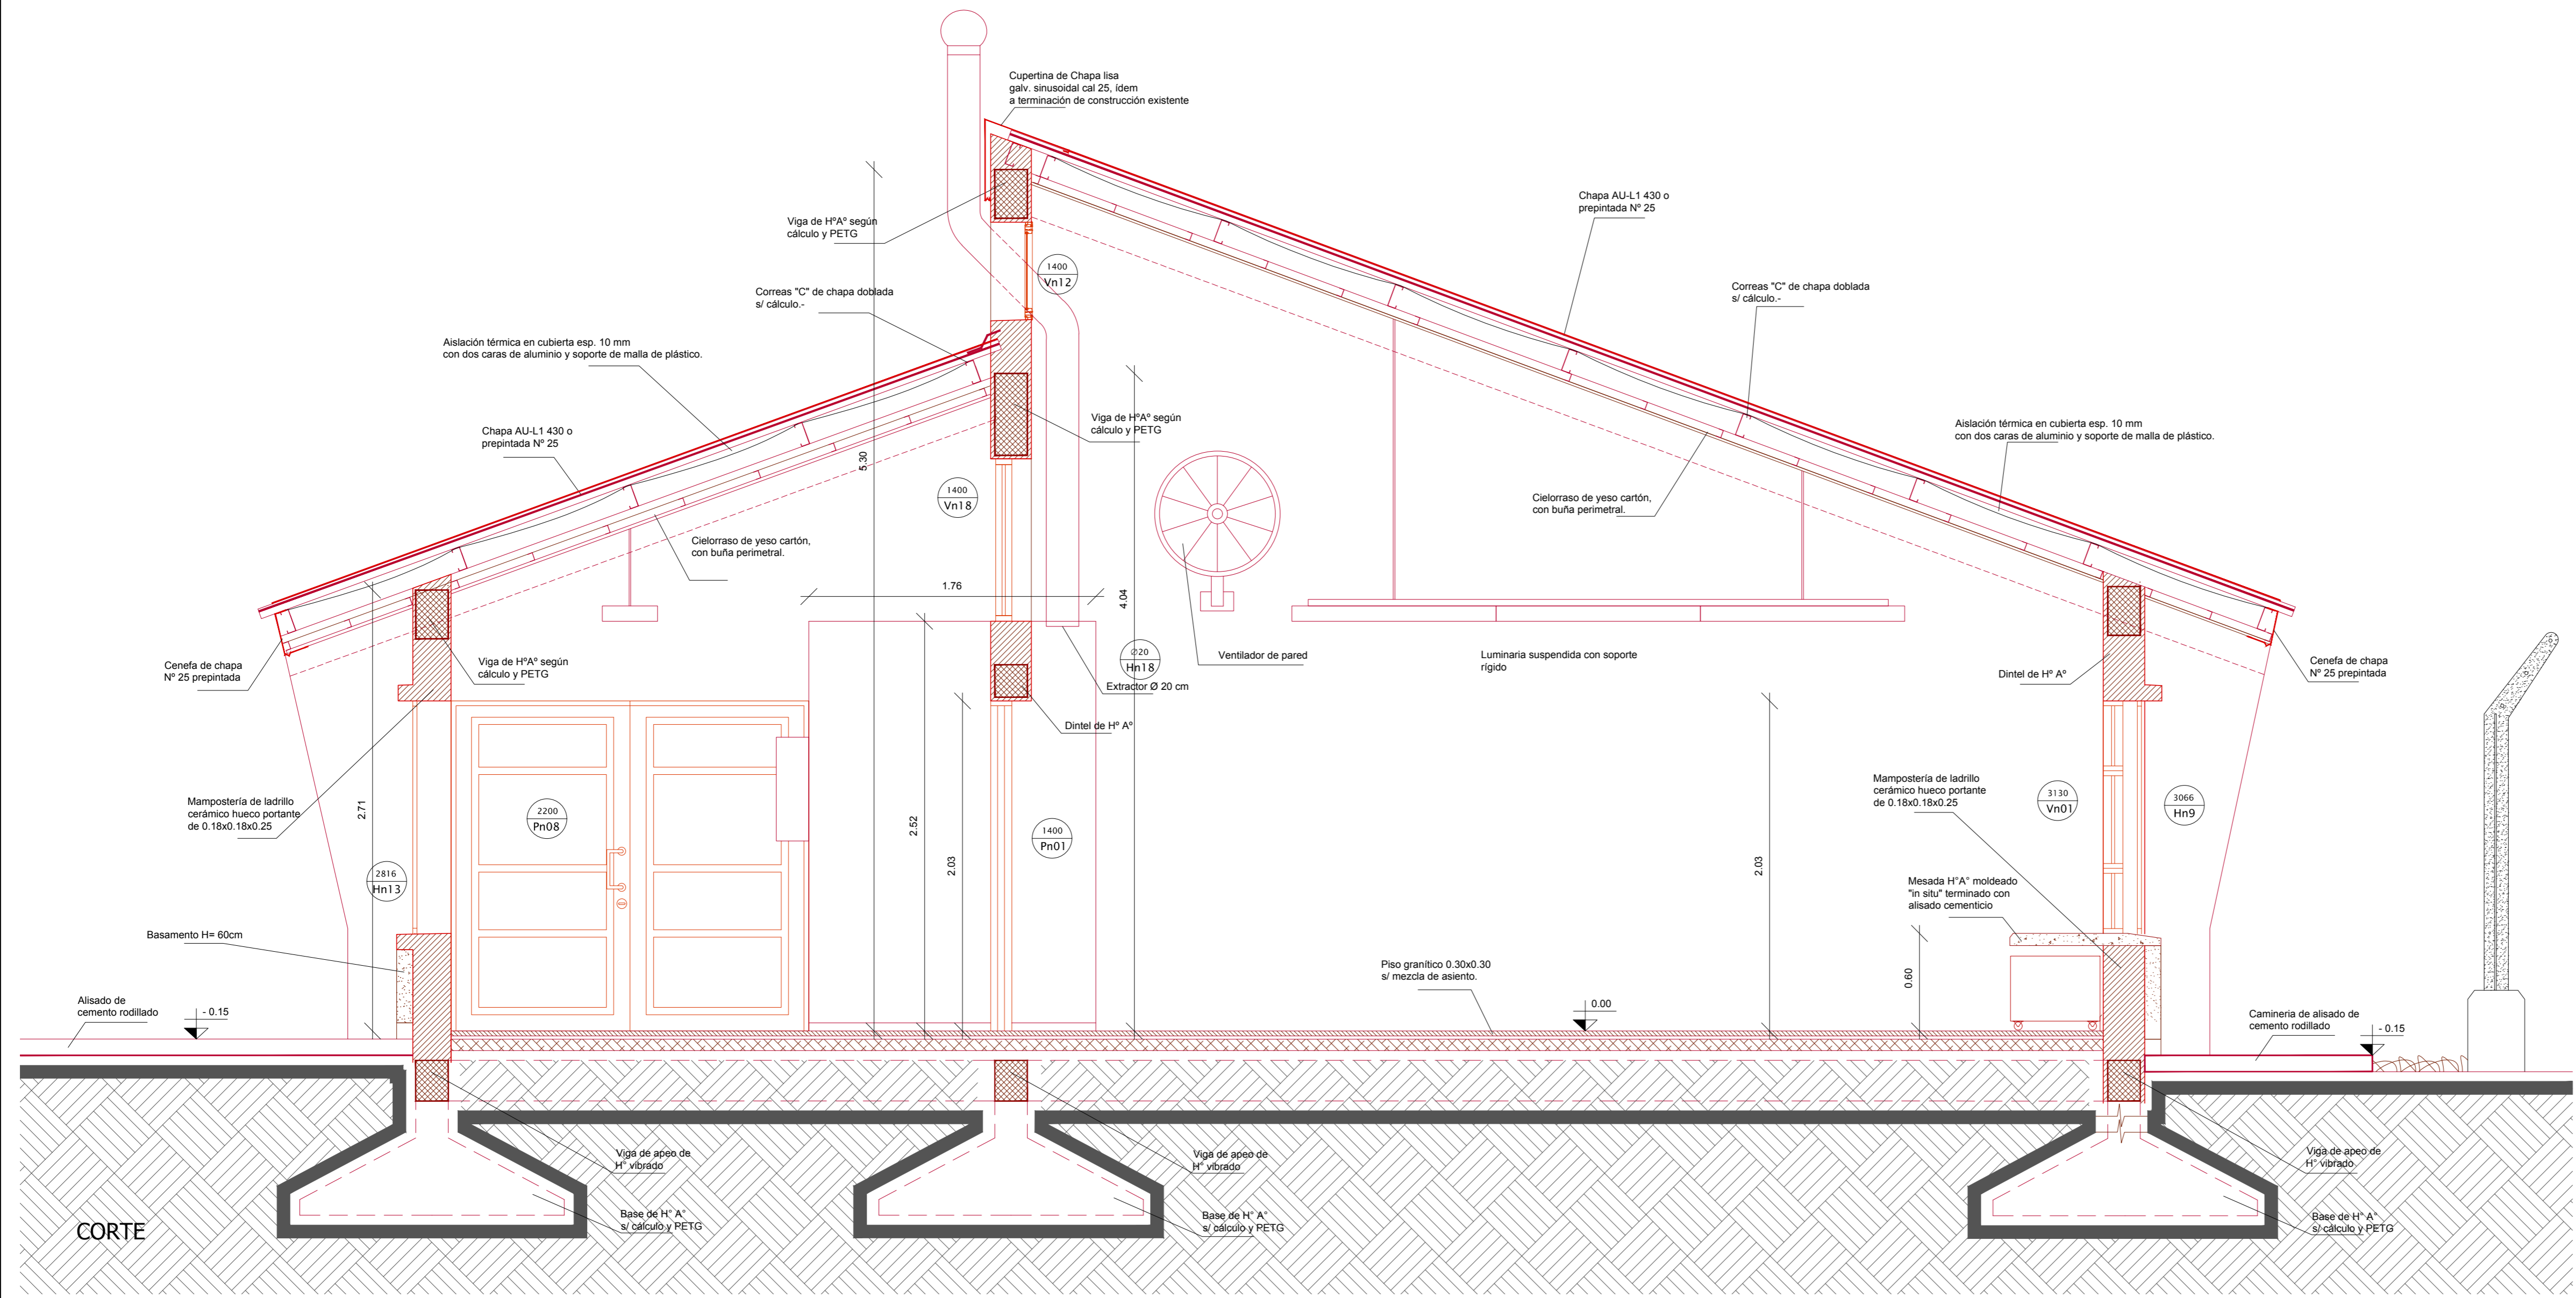 Cupertina de Chapa lisa
galv. sinusoidal cal 25, ídem
a terminación de construcción existente
Chapa AU-L1 430 o
prepintada Nº 25
Viga de HºAº según
cálculo y PETG
1400
Vn12
Correas "C" de chapa doblada
s/ cálculo.-
Correas "C" de chapa doblada
s/ cálculo.-
Aislación térmica en cubierta esp. 10 mm
con dos caras de aluminio y soporte de malla de plástico.
Viga de HºAº según
cálculo y PETG
Chapa AU-L1 430 o
prepintada Nº 25
Aislación térmica en cubierta esp. 10 mm
con dos caras de aluminio y soporte de malla de plástico.
5.30
1400
Vn18
Cielorraso de yeso cartón,
con buña perimetral.
Cielorraso de yeso cartón,
con buña perimetral.
1.76
4.04
Cenefa de chapa
Nº 25 prepintada
Viga de HºAº según
cálculo y PETG
Ø20
Hn18
Ventilador de pared
Luminaria suspendida con soporte
rígido
Dintel de Hº Aº
Cenefa de chapa
Nº 25 prepintada
Extractor Ø 20 cm
Dintel de Hº Aº
Mampostería de ladrillo
cerámico hueco portante
de 0.18x0.18x0.25
2.71
2200
Pn08
2.52
2.03
1400
Pn01
2.03
Mampostería de ladrillo
cerámico hueco portante
de 0.18x0.18x0.25
3130
Vn01
3066
Hn9
2816
Hn13
Mesada H°A° moldeado
"in situ" terminado con
alisado cementicio
Basamento H= 60cm
Piso granítico 0.30x0.30
s/ mezcla de asiento.
0.60
Alisado de
cemento rodillado
- 0.15
0.00
Camineria de alisado de
cemento rodillado
- 0.15
Viga de apeo de
H° vibrado
Viga de apeo de
H° vibrado
Viga de apeo de
H° vibrado
Base de H° A°
s/ cálculo y PETG
Base de H° A°
s/ cálculo y PETG
Base de H° A°
s/ cálculo y PETG
CORTE